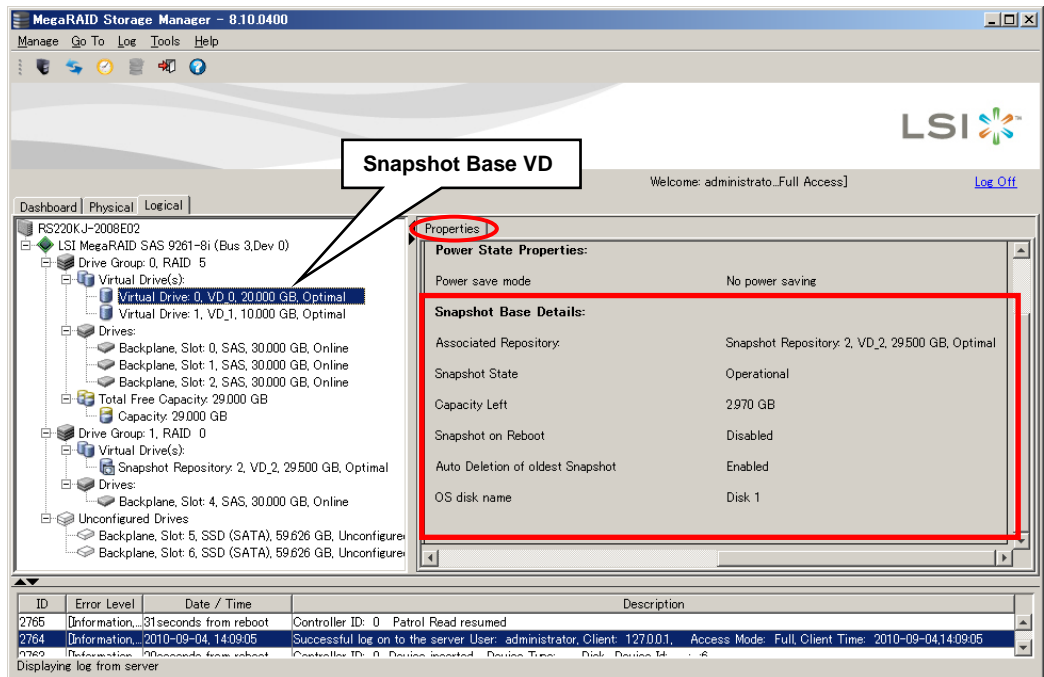 MegaRAID Storage Manager - 8.10.0400
Manage Go To Log Tools Help
LSI
Snapshot Base VD
Welcome: administrato...Full Access]
Log Off
Dashboard Physical Logical
RS220KJ-2008E02
LSI MegaRAID SAS 9261-8i (Bus 3,Dev 0)
Drive Group: 0, RAID 5
Virtual Drive(s):
Virtual Drive: 0, VD_0, 20.000 GB, Optimal
Virtual Drive: 1, VD_1, 10.000 GB, Optimal
Drives:
Backplane, Slot: 0, SAS, 30.000 GB, Online
Backplane, Slot: 1, SAS, 30.000 GB, Online
Backplane, Slot: 2, SAS, 30.000 GB, Online
Total Free Capacity: 29.000 GB
Capacity: 29.000 GB
Drive Group: 1, RAID 0
Virtual Drive(s):
Snapshot Repository: 2, VD_2, 29.500 GB, Optimal
Drives:
Backplane, Slot: 4, SAS, 30.000 GB, Online
Unconfigured Drives
Backplane, Slot: 5, SSD (SATA), 59.626 GB, Unconfigure
Backplane, Slot: 6, SSD (SATA), 59.626 GB, Unconfigure
Properties
Power State Properties:
Power save mode No power saving
Snapshot Base Details:
Associated Repository: Snapshot Repository: 2, VD_2, 29.500 GB, Optimal
Snapshot State Operational
Capacity Left 2.970 GB
Snapshot on Reboot Disabled
Auto Deletion of oldest Snapshot Enabled
OS disk name Disk 1
ID Error Level Date / Time Description
2765 [Information,... 31 seconds from reboot Controller ID: 0 Patrol Read resumed
2764 [Information,... 2010-09-04, 14:09:05 Successful log on to the server User: administrator, Client: 127.0.0.1, Access Mode: Full, Client Time: 2010-09-04,14:09:05
Displaying log from server